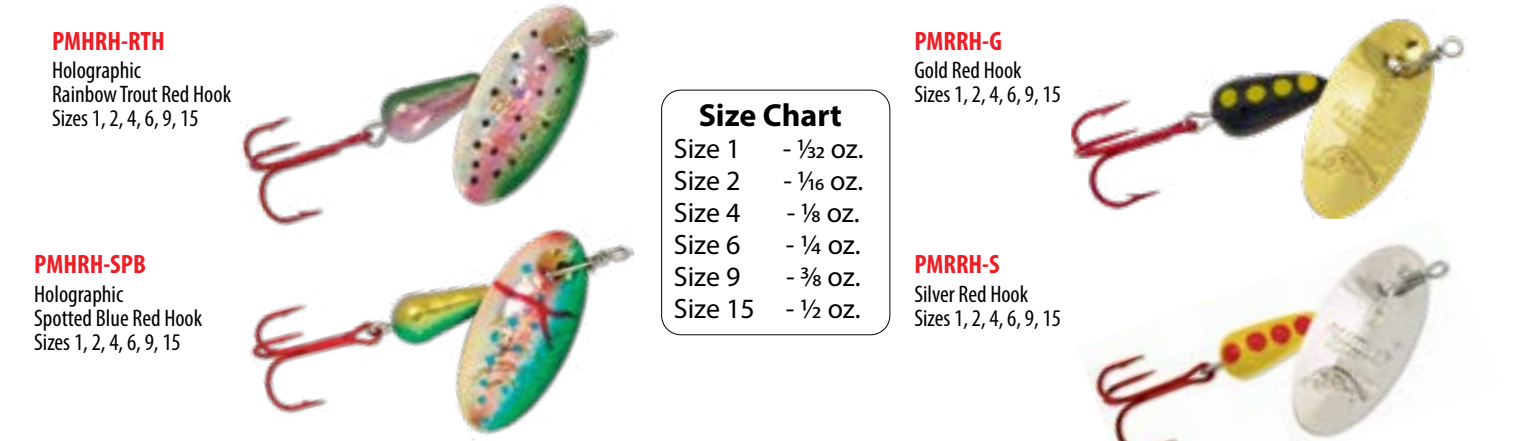 PMHRH-RTH
Holographic
Rainbow Trout Red Hook
Sizes 1, 2, 4, 6, 9, 15
PMHRH-SPB
Holographic
Spotted Blue Red Hook
Sizes 1, 2, 4, 6, 9, 15
Size Chart
Size 1 - 1⁄32 oz.
Size 2 - 1⁄16 oz.
Size 4 - ⅛ oz.
Size 6 - ¼ oz.
Size 9 - ⅜ oz.
Size 15 - ½ oz.
PMRRH-G
Gold Red Hook
Sizes 1, 2, 4, 6, 9, 15
PMRRH-S
Silver Red Hook
Sizes 1, 2, 4, 6, 9, 15